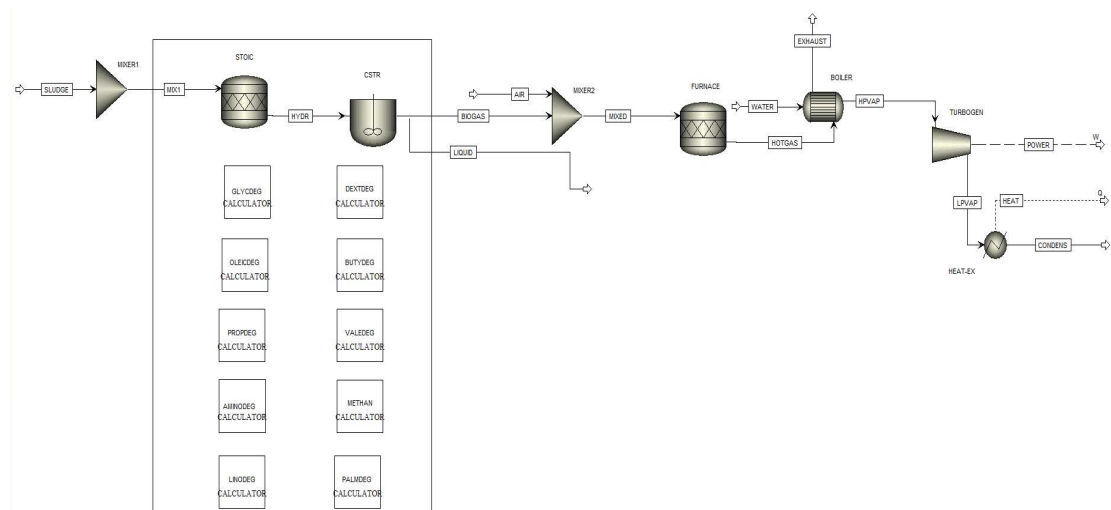 EXHAUST
MIXER1
STOIC
CSTR
MIXER2
FURNACE
BOILER
SLUDGE
MIX1
HYDR
AIR
BIOGAS
MIXED
WATER
HPVAP
TURBOGEN
HOTGAS
LIQUID
POWER
W
LPVAP
HEAT
Q
CONDENS
HEAT-EX
GLYCDEG
CALCULATOR
DEXTDEG
CALCULATOR
OLEICDEG
CALCULATOR
BUTYDEG
CALCULATOR
PROPDEG
CALCULATOR
VALEDEG
CALCULATOR
AMINODEG
CALCULATOR
METHAN
CALCULATOR
LINODEG
CALCULATOR
PALMDEG
CALCULATOR